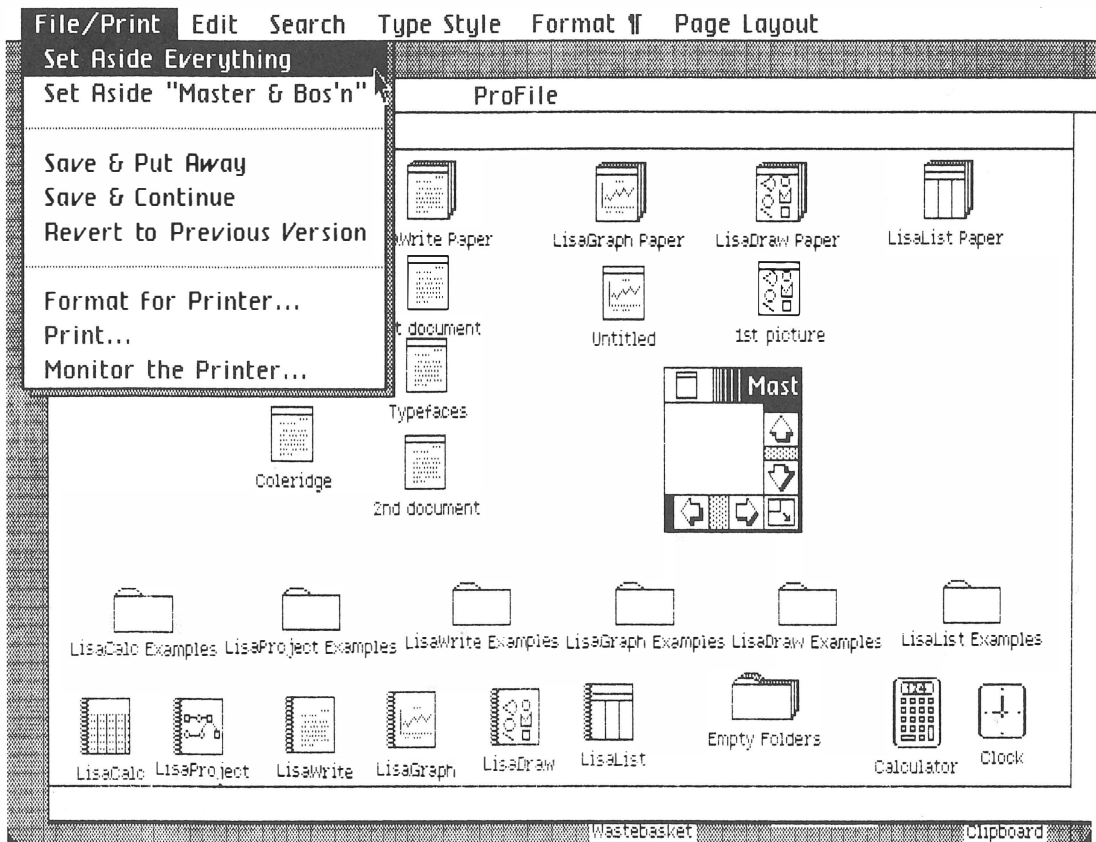 File/Print Edit Search Type Style Format ¶ Page Layout
Set Aside Everything
Set Aside "Master & Bos'n"
Save & Put Away
Save & Continue
Revert to Previous Version
Format for Printer...
Print...
Monitor the Printer...
ProFile
Write Paper LisaGraph Paper LisaDraw Paper LisaList Paper
t document Untitled 1st picture
Mast
Typefaces
Coleridge
2nd document
LisaCalc Examples LisaProject Examples LisaWrite Examples LisaGraph Examples LisaDraw Examples LisaList Examples
124
LisaCalc LisaProject LisaWrite LisaGraph LisaDraw LisaList Empty Folders Calculator Clock
Wastebasket Clipboard